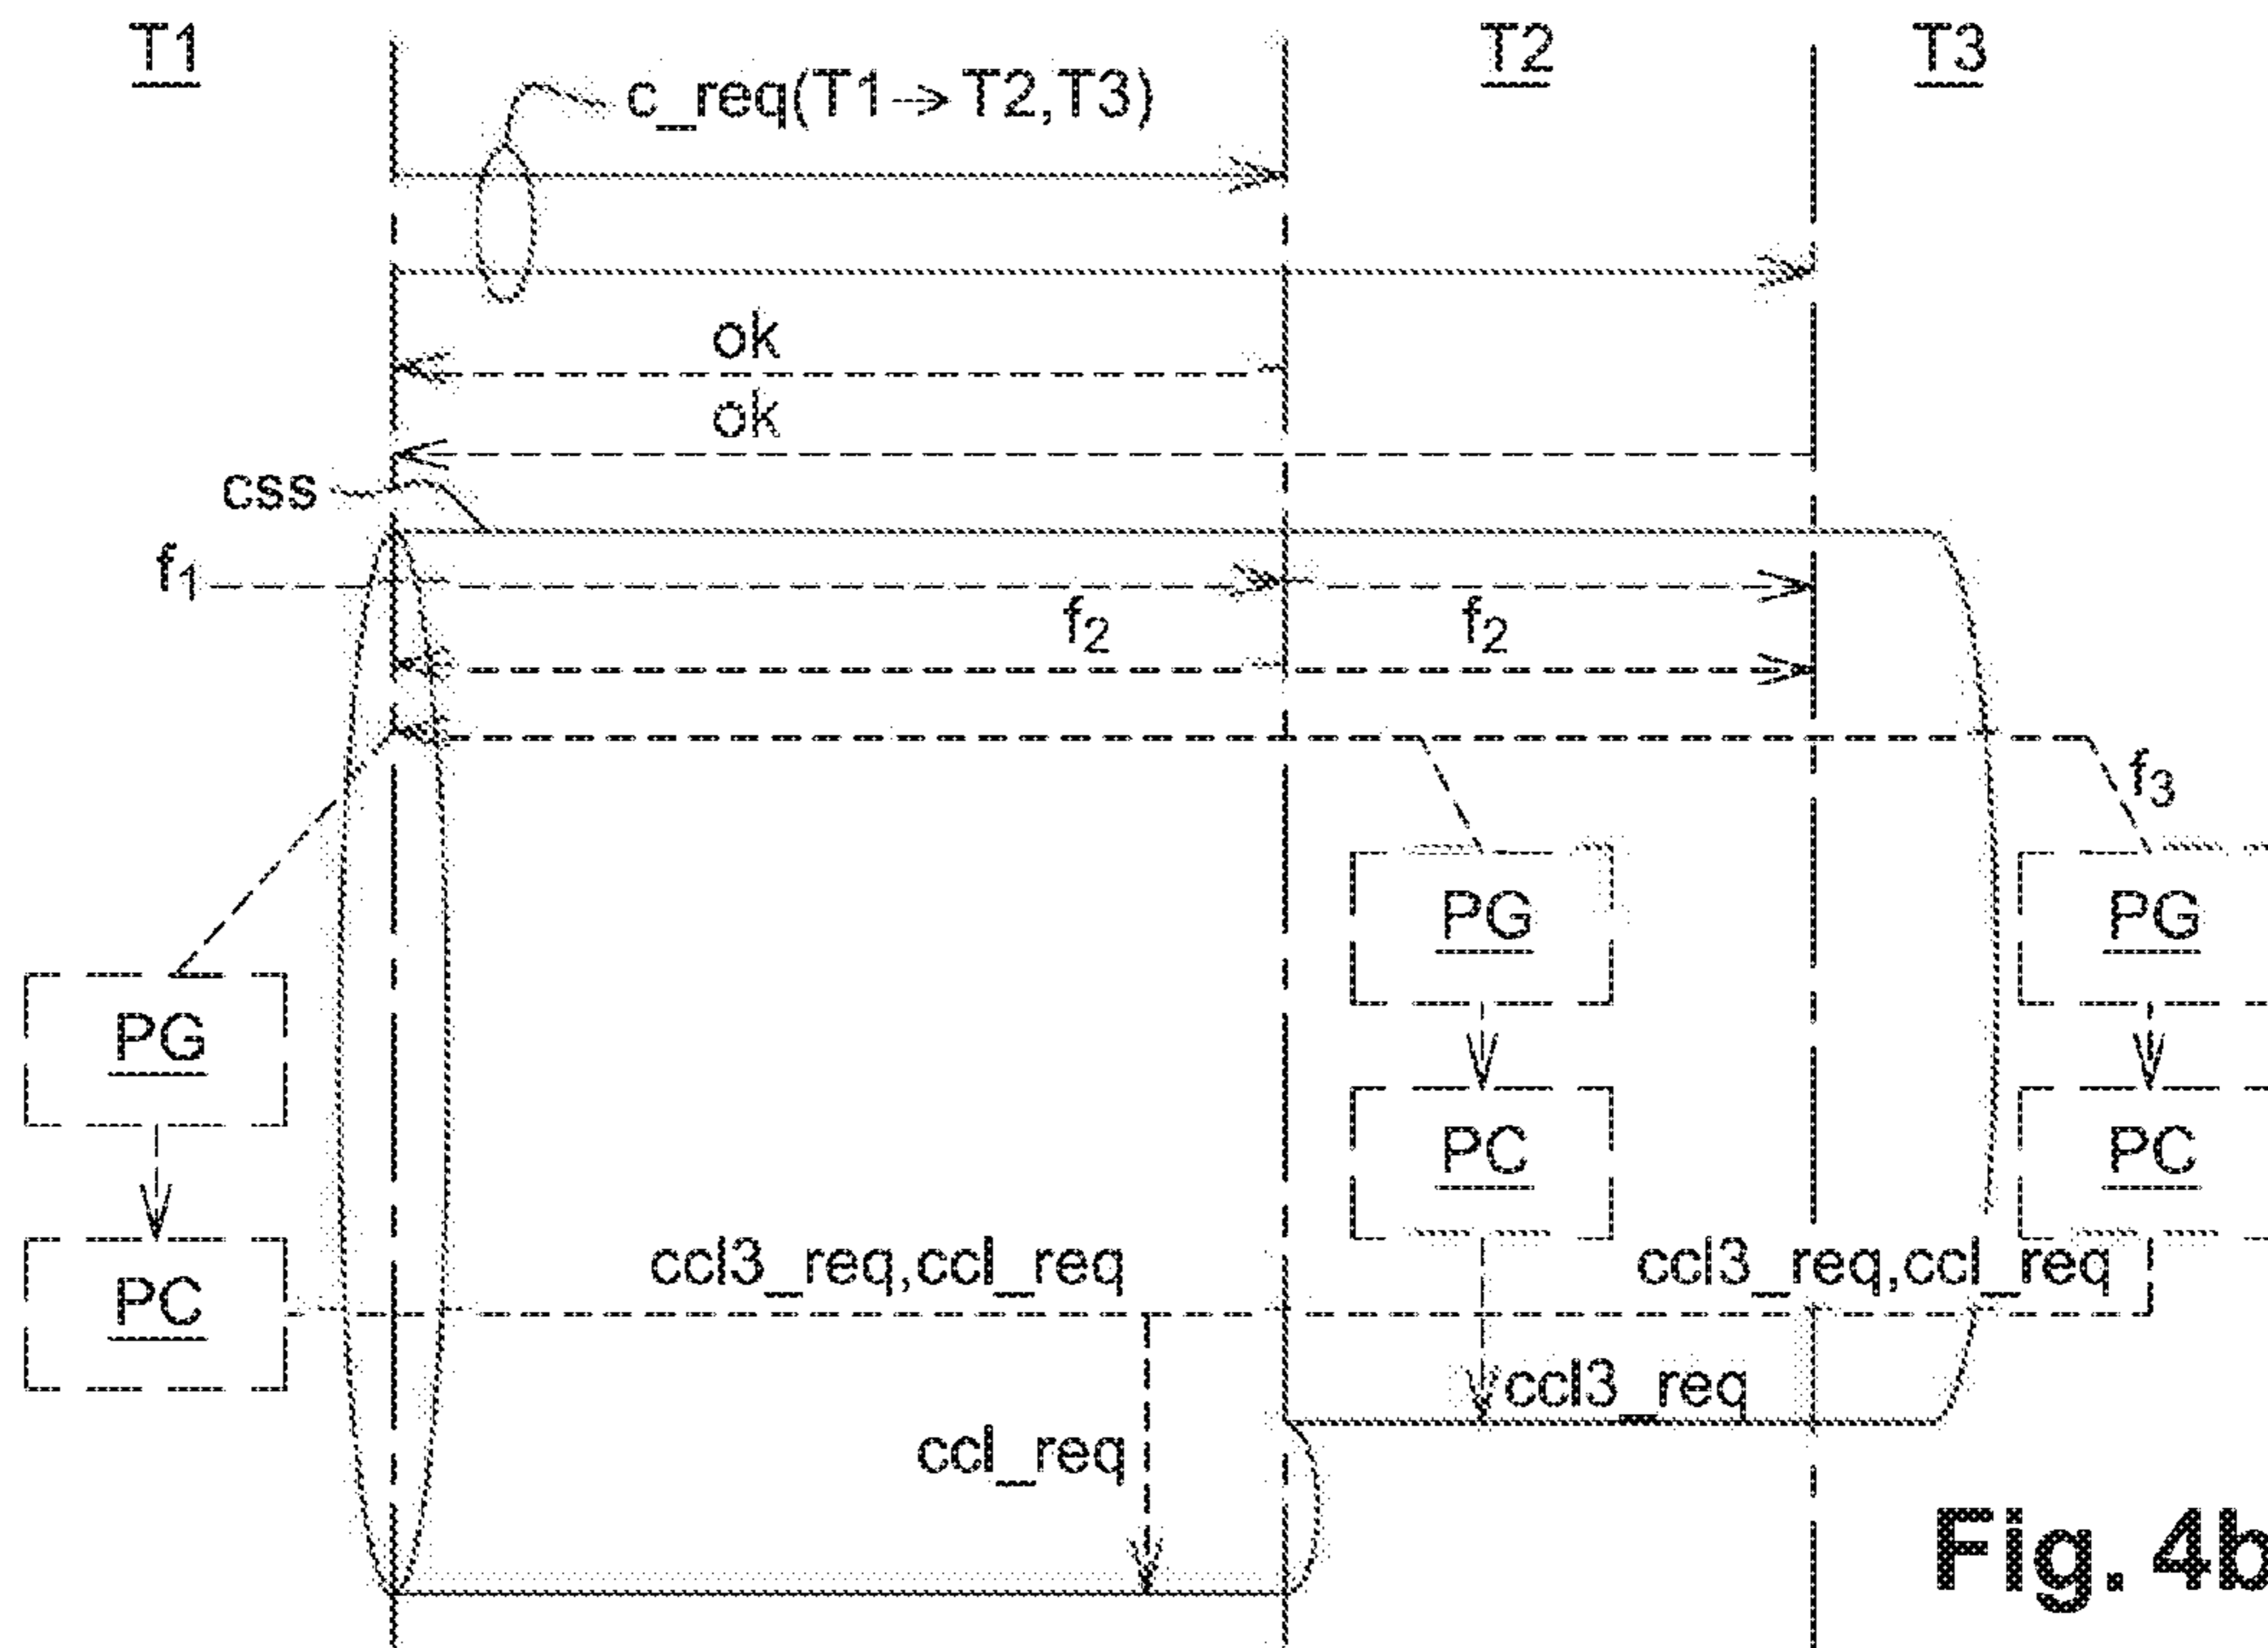 T1
T2
T3
c_req(T1→T2,T3)
ok
ok
css
f1
f2
f2
f3
PG
PG
PG
PC
PC
PC
ccl3_req,ccl_req
ccl3_req,ccl_req
ccl3_req
ccl_req
Fig. 4b